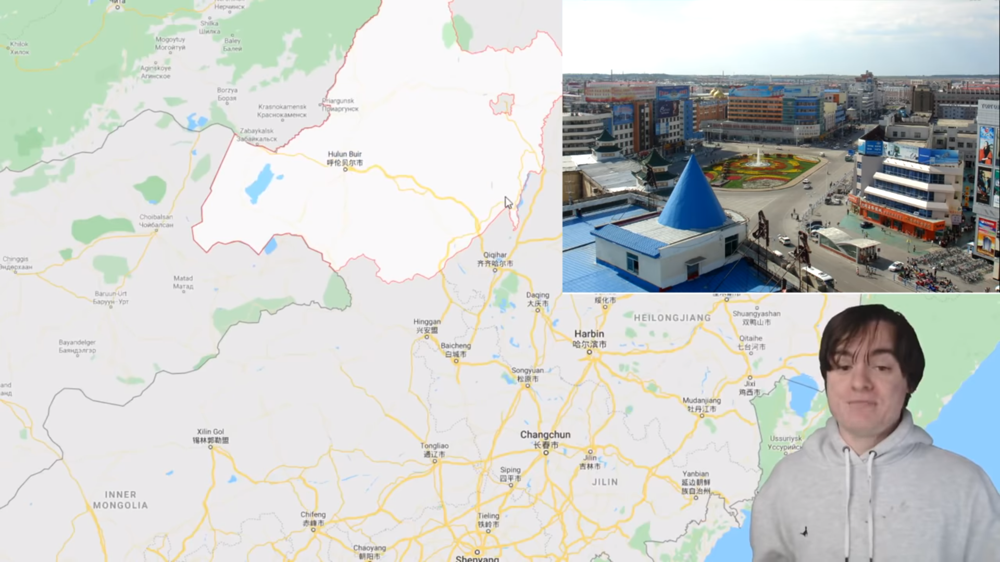 Чита
Нерчинск
Shilka
Шилка
Mogoytuy
Могойтуй
Baley
Балей
Khilok
Хилок
Aginskoye
Агинское
Borzya
Борзя
Krasnokamensk
Краснокаменск
Priargunsk
Приаргунск
Zabaykalsk
Забайкальск
Hulun Buir
呼伦贝尔市
Choibalsan
Чойбалсан
Chinggis
Өндөрхаан
Matad
Матад
Baruun-Urt
Баруун-Урт
Qiqihar
齐齐哈尔市
Daqing
大庆市
绥化市
HEILONGJIANG
Shuangyashan
双鸭山市
Hinggan
兴安盟
Harbin
哈尔滨市
Qitaihe
七台河市
Bayandelger
Баяндэлгэр
Baicheng
白城市
Songyuan
松原市
Jixi
鸡西市
Mudanjiang
牡丹江市
and
анд
Xilin Gol
锡林郭勒盟
Changchun
长春市
Tongliao
通辽市
Jilin
吉林市
Ussuriysk
Уссурийск
Siping
四平市
JILIN
Yanbian
延边朝鲜
族自治州
INNER
MONGOLIA
Chifeng
赤峰市
Tieling
铁岭市
Chaoyang
朝阳市
Shenyang
ТОРГО